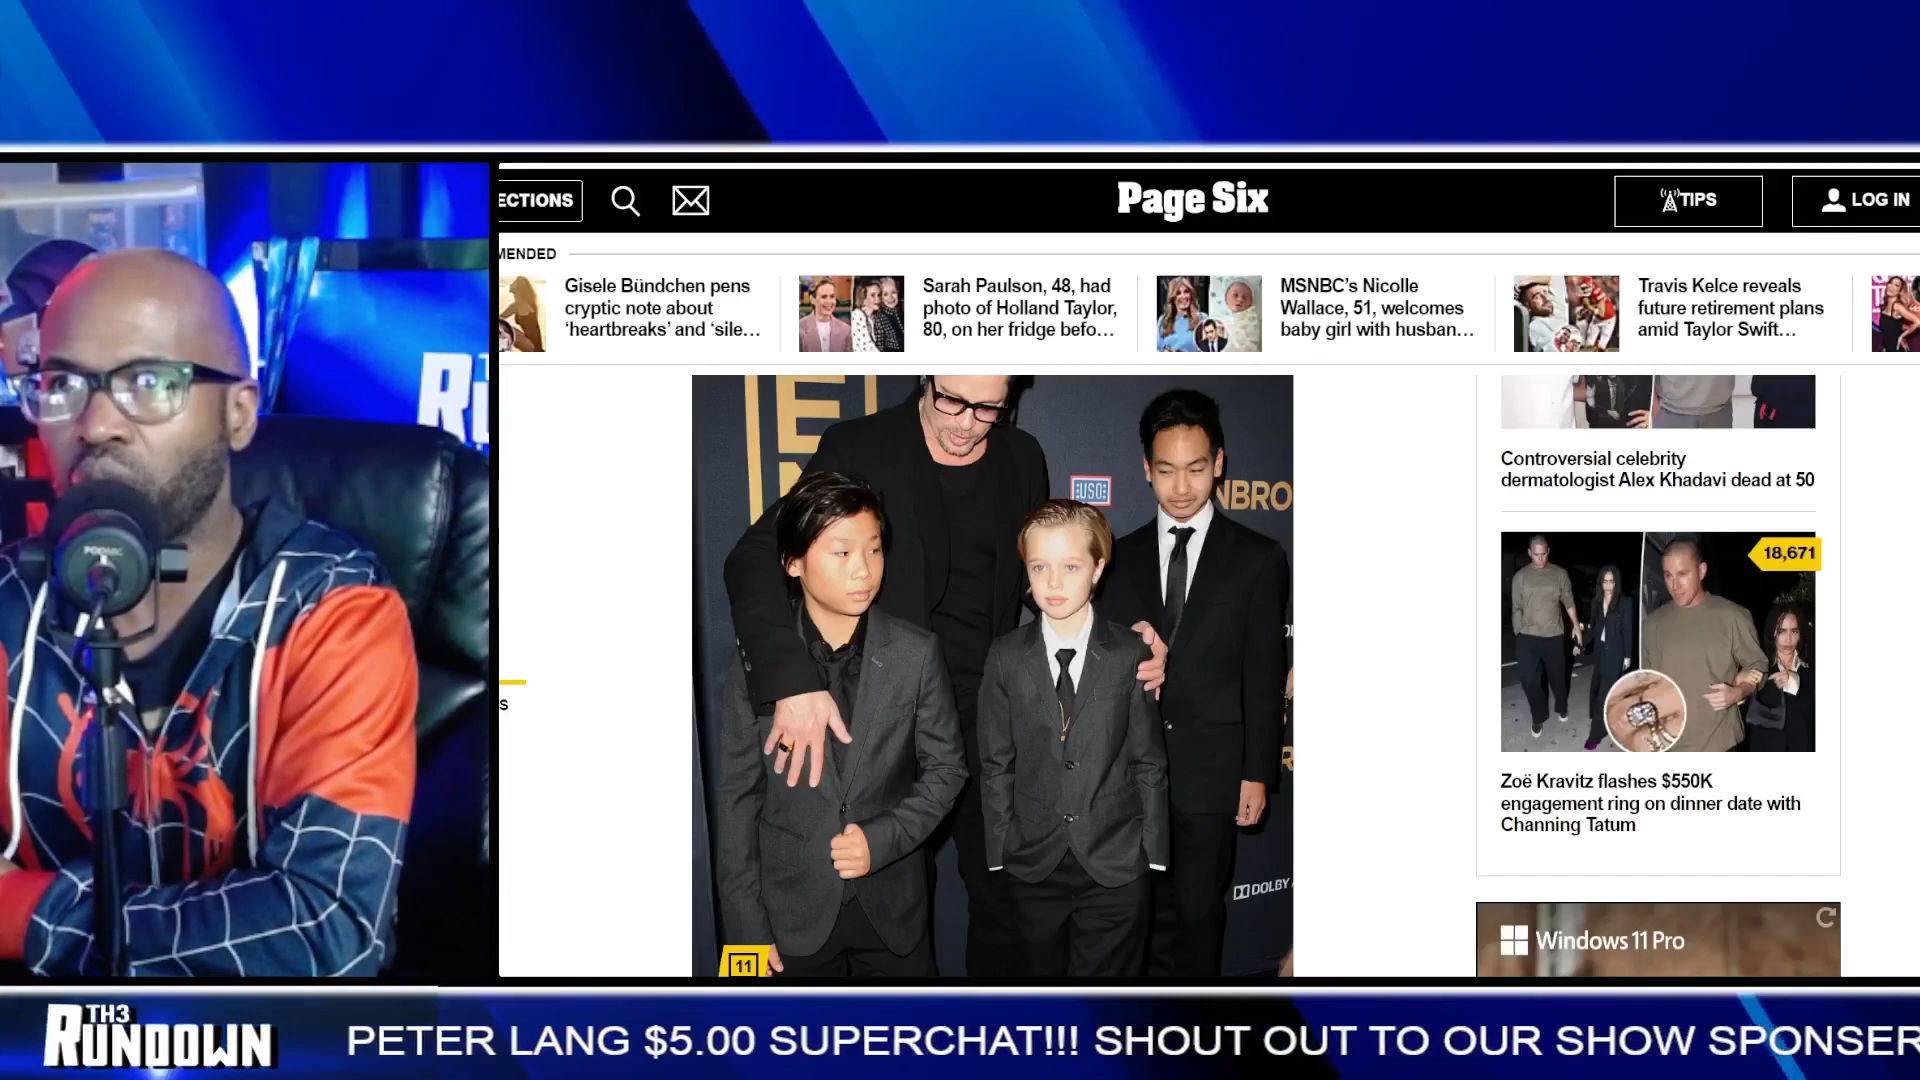 ECTIONS
Page Six
TIPS
LOG IN
MENDED
Gisele Bündchen pens
cryptic note about
‘heartbreaks’ and ‘sile...
Sarah Paulson, 48, had
photo of Holland Taylor,
80, on her fridge befo...
MSNBC’s Nicolle
Wallace, 51, welcomes
baby girl with husban...
Travis Kelce reveals
future retirement plans
amid Taylor Swift...
RU
PODMIC
USO
NBRO
DOLBY
S
11
Controversial celebrity
dermatologist Alex Khadavi dead at 50
18,671
Zoë Kravitz flashes $550K
engagement ring on dinner date with
Channing Tatum
Windows 11 Pro
TH3
RUNDOWN
PETER LANG $5.00 SUPERCHAT!!! SHOUT OUT TO OUR SHOW SPONSER